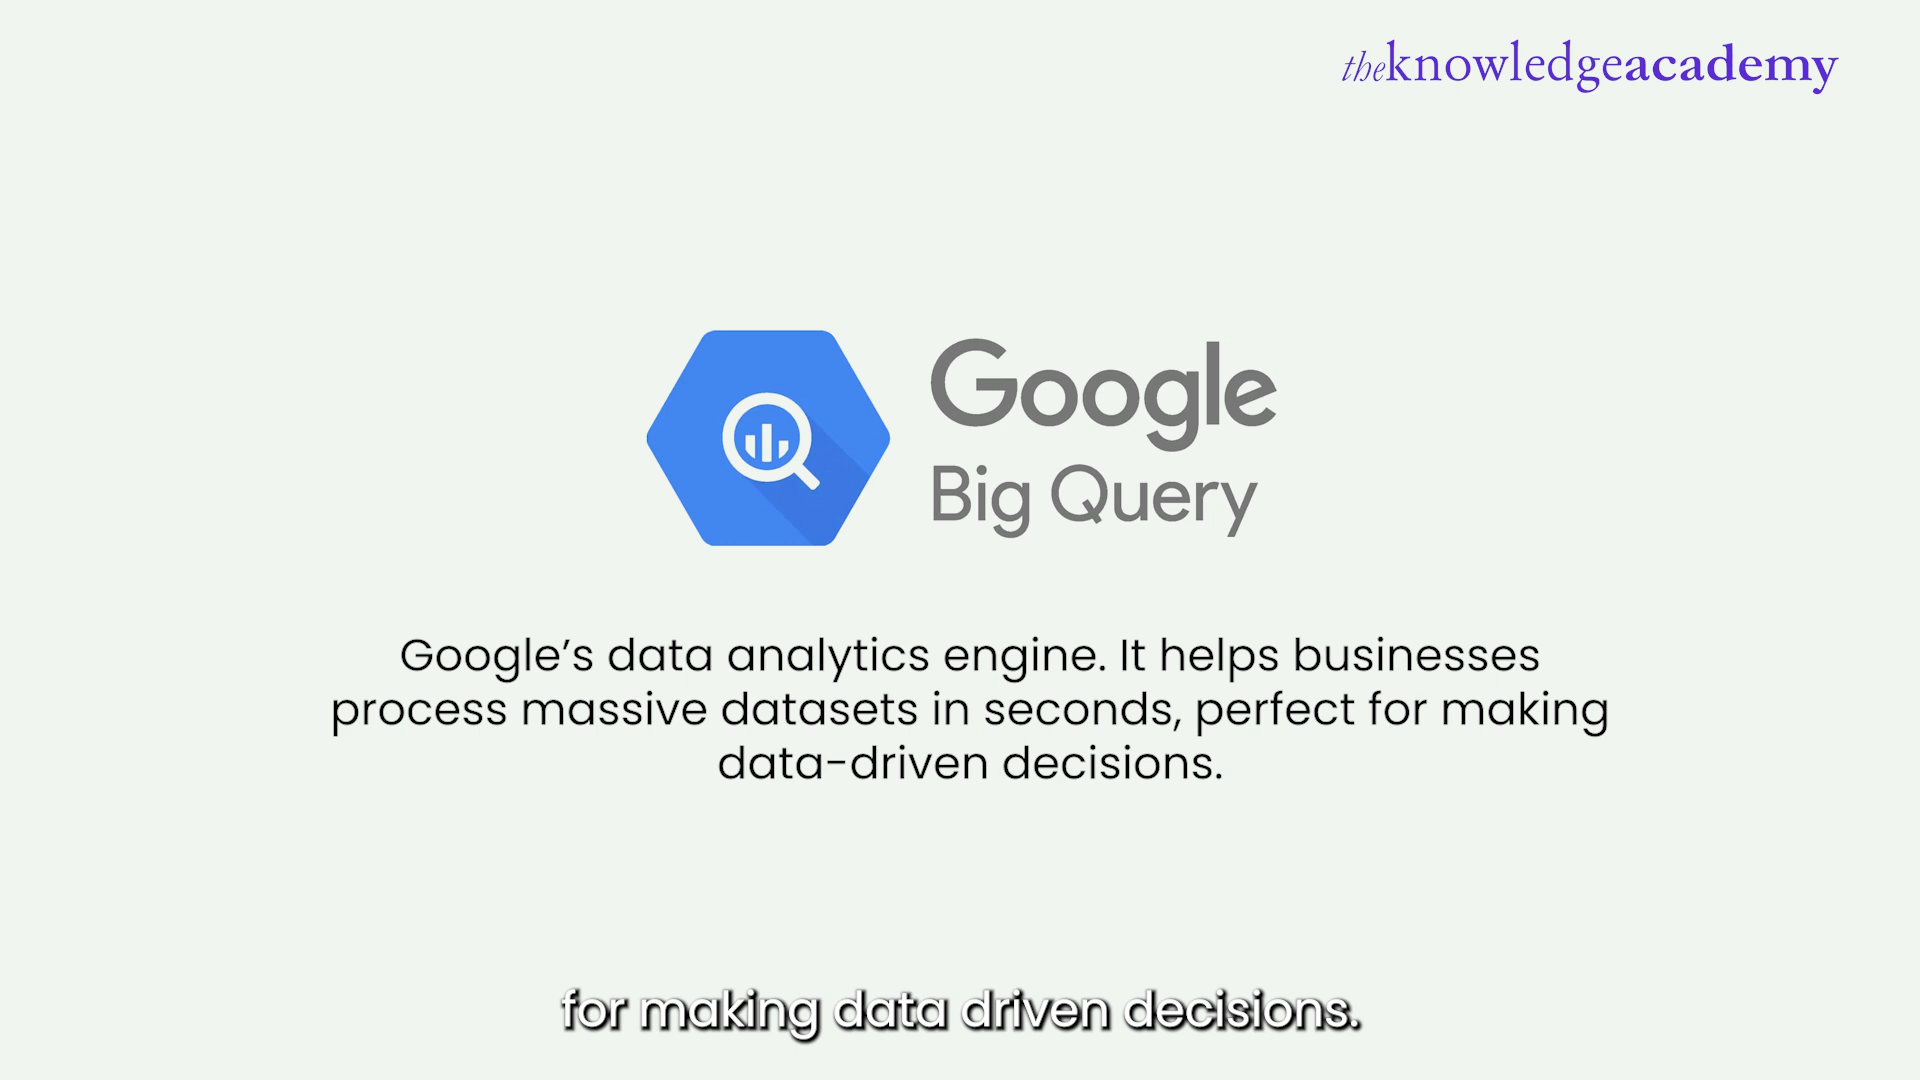 theknowledgeacademy
Google
Big Query
Google’s data analytics engine. It helps businesses
process massive datasets in seconds, perfect for making
data-driven decisions.
for making data driven decisions.